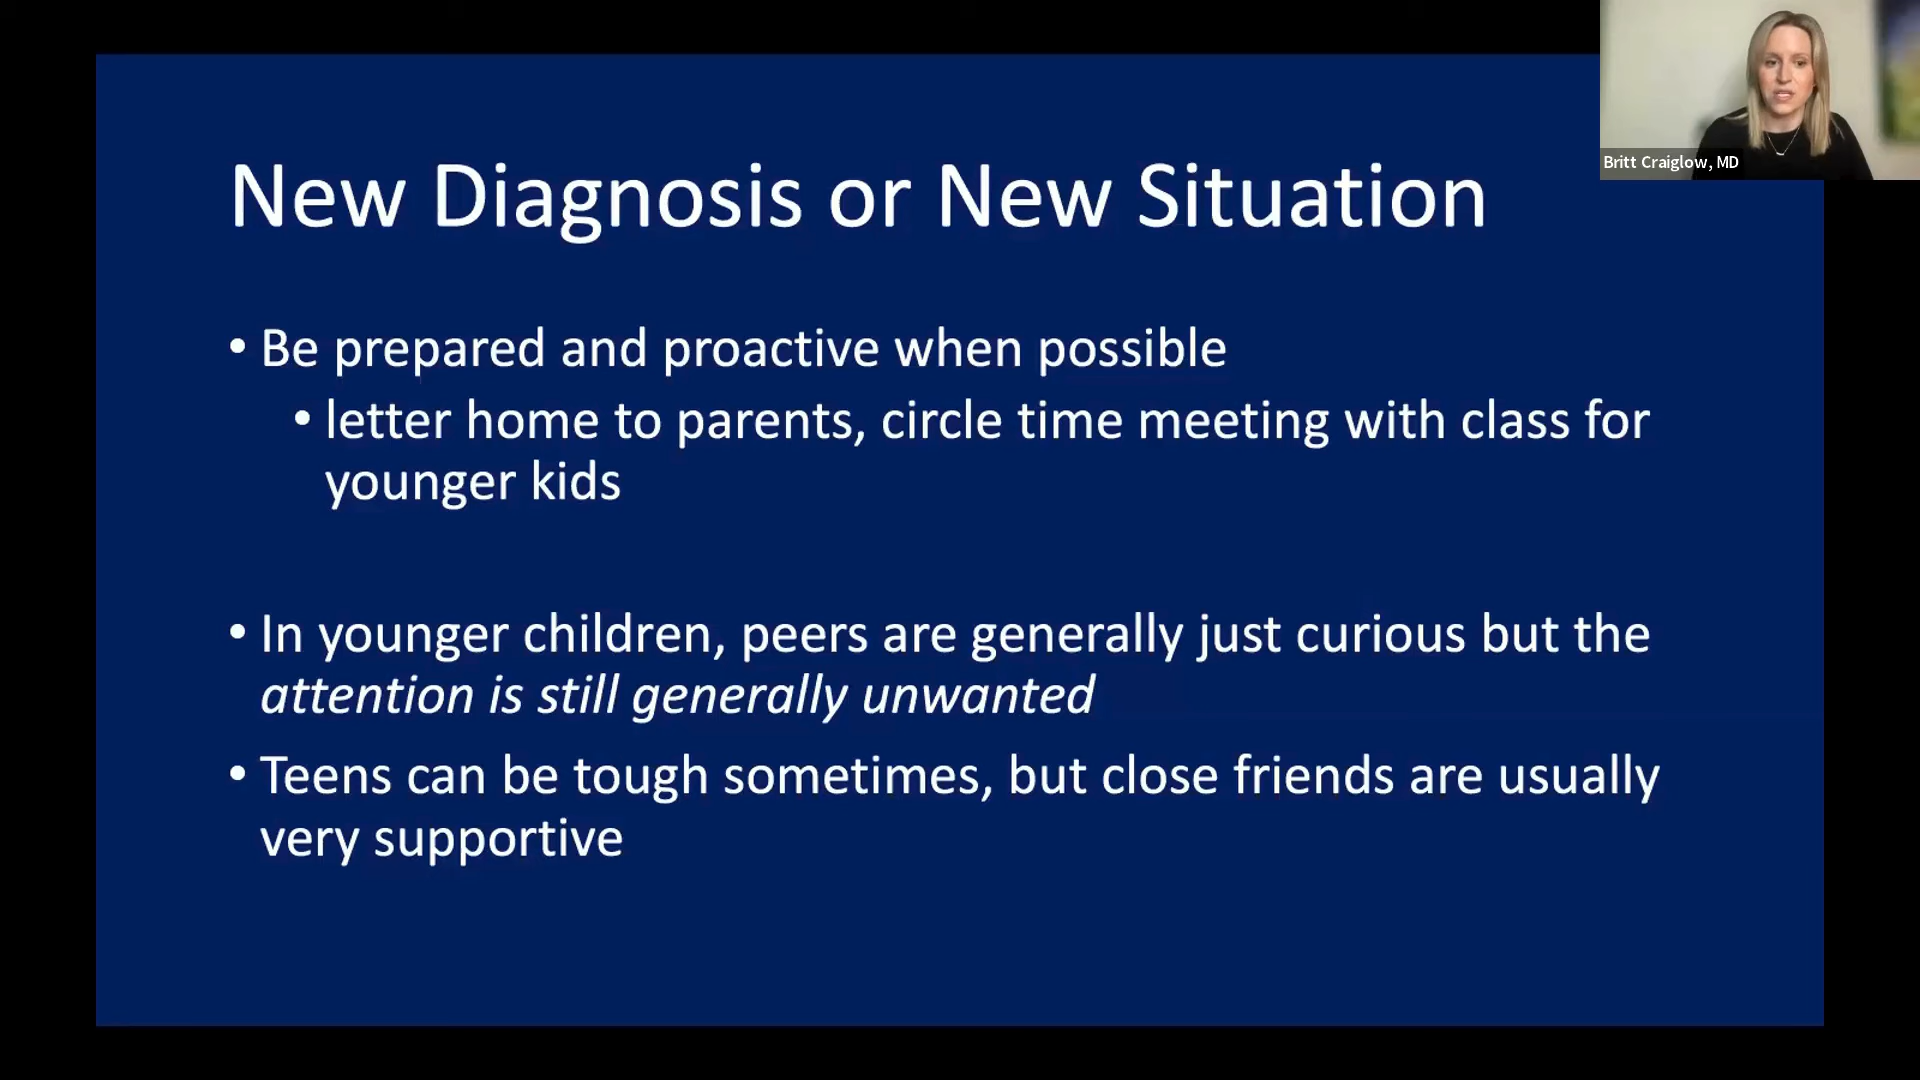 Britt Craiglow, MD
New Diagnosis or New Situation
• Be prepared and proactive when possible
• letter home to parents, circle time meeting with class for
younger kids
• In younger children, peers are generally just curious but the
attention is still generally unwanted
• Teens can be tough sometimes, but close friends are usually
very supportive